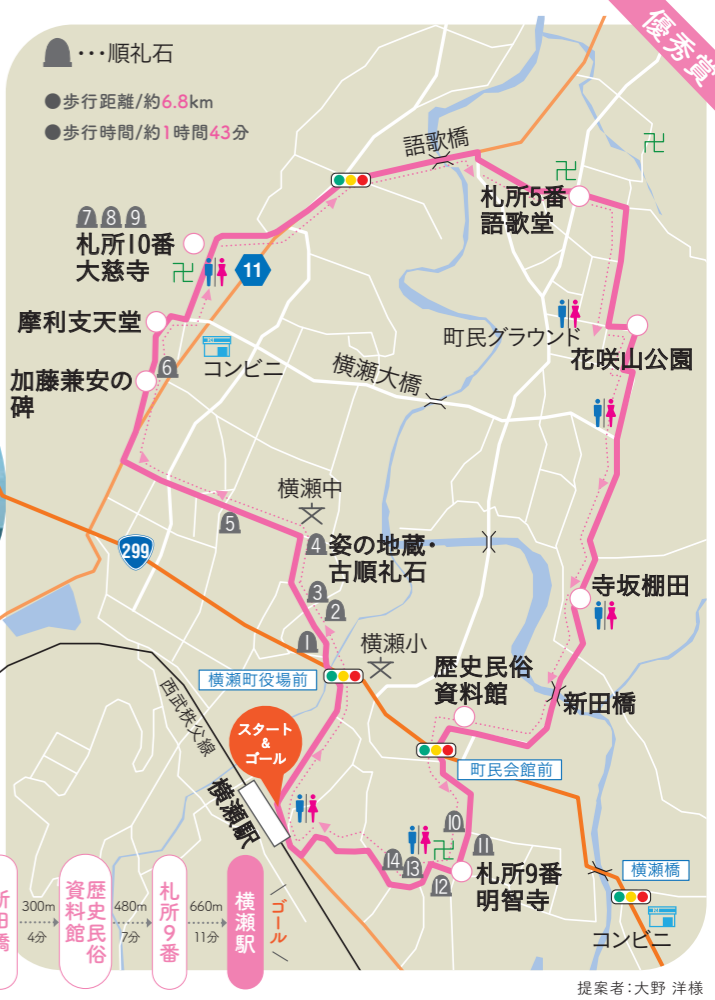 優秀賞
・・・順礼石
●歩行距離/約6.8km
●歩行時間/約1時間43分
語歌橋
札所5番
語歌堂
7 8 9
札所10番
大慈寺
11
摩利支天堂
コンビニ
6
加藤兼安の
碑
町民グラウンド
花咲山公園
横瀬大橋
横瀬中
5
4
姿の地蔵・
古順礼石
299
3
2
1
横瀬小
寺坂棚田
横瀬町役場前
歴史民俗
資料館
新田橋
西武秩父線
スタート
&
ゴール
町民会館前
横瀬駅
10
11
14
13
12
札所9番
明智寺
横瀬橋
コンビニ
新田橋
300m
4分
歴史民俗
資料館
480m
7分
札所9番
660m
11分
横瀬駅
ゴール
提案者:大野 洋様